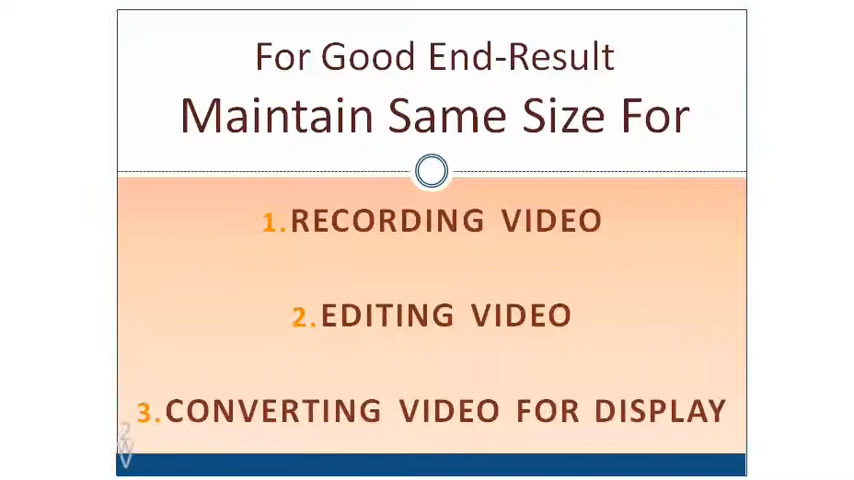 For Good End-Result
Maintain Same Size For
1.RECORDING VIDEO
2.EDITING VIDEO
3.CONVERTING VIDEO FOR DISPLAY